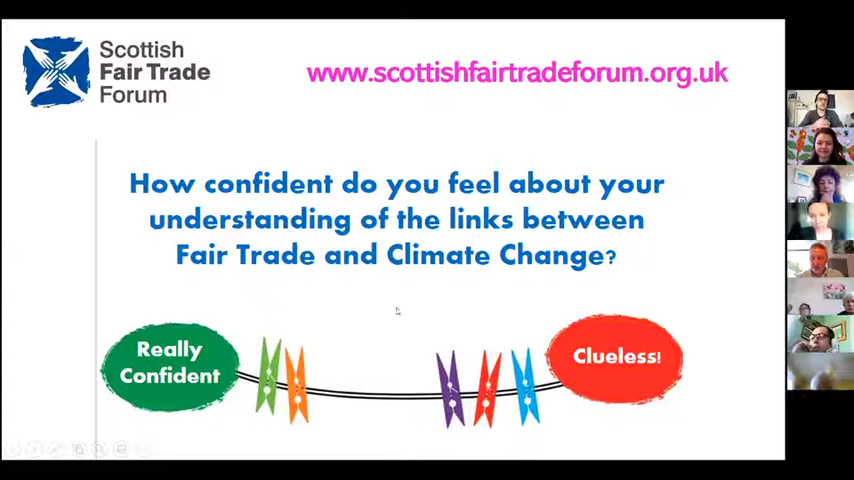 Scottish
Fair Trade
Forum
www.scottishfairtradeforum.org.uk
How confident do you feel about your
understanding of the links between
Fair Trade and Climate Change?
Really
Confident
Clueless!